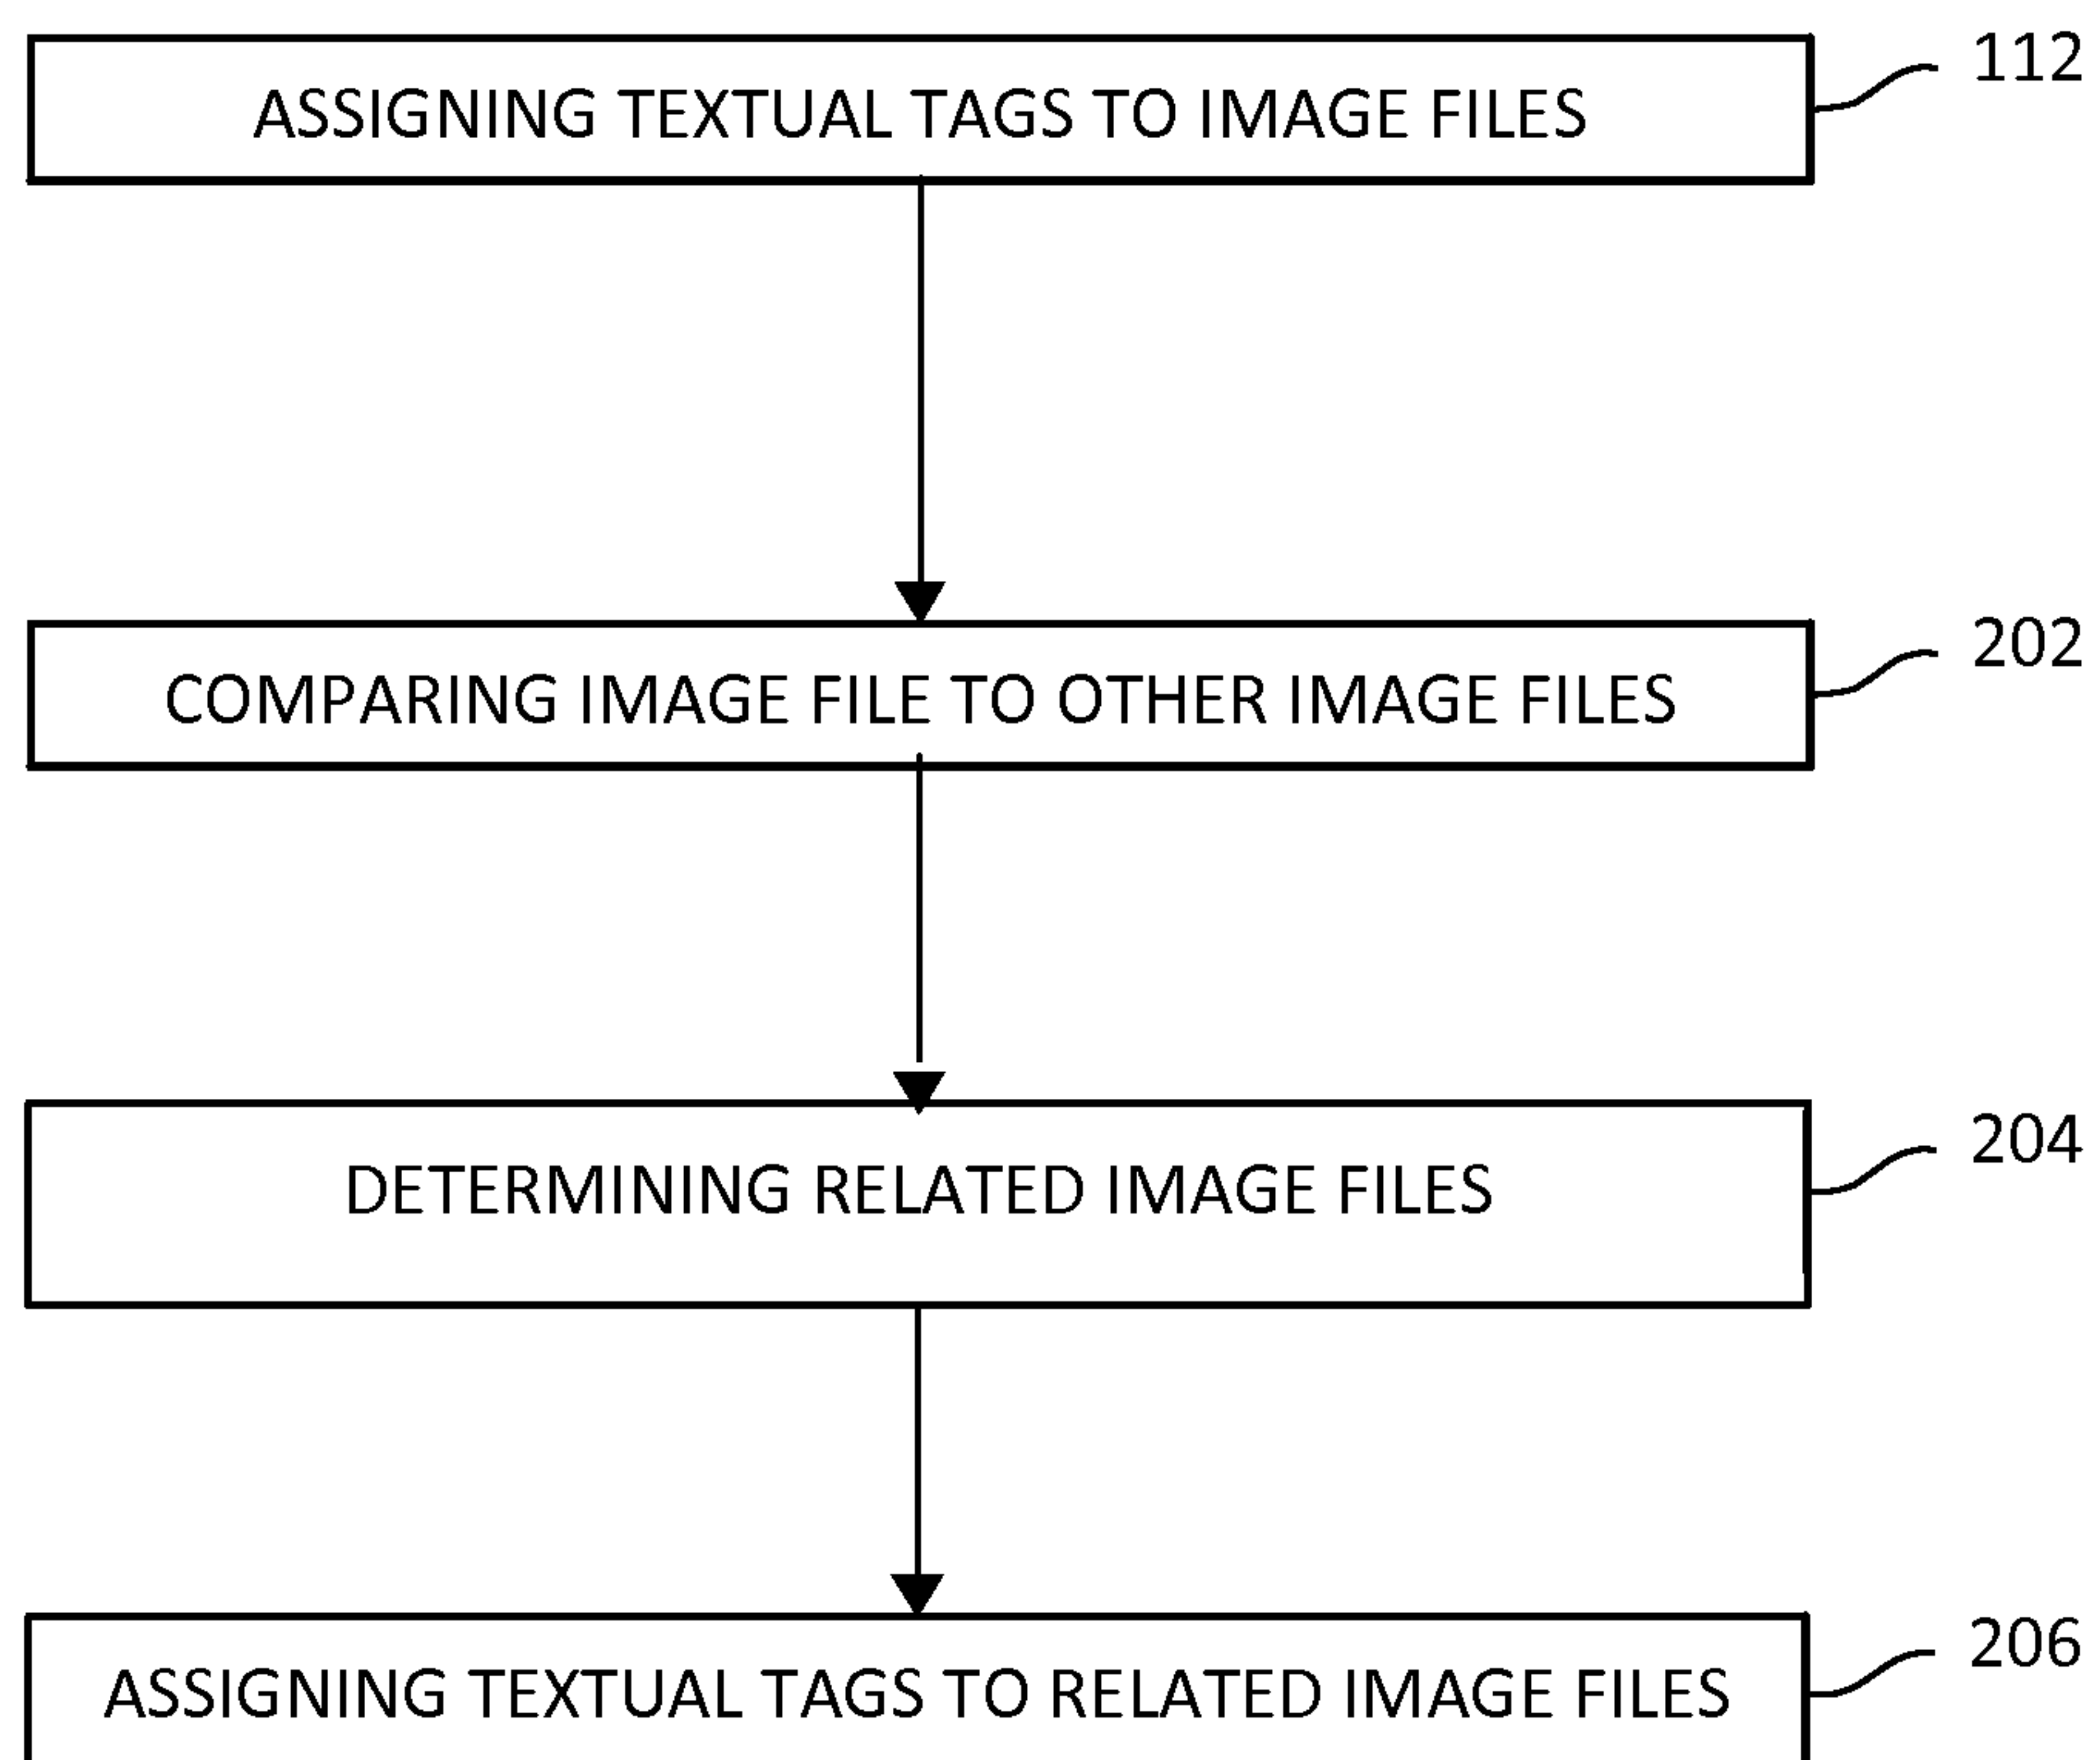 ASSIGNING TEXTUAL TAGS TO IMAGE FILES
112
COMPARING IMAGE FILE TO OTHER IMAGE FILES
202
DETERMINING RELATED IMAGE FILES
204
ASSIGNING TEXTUAL TAGS TO RELATED IMAGE FILES
206